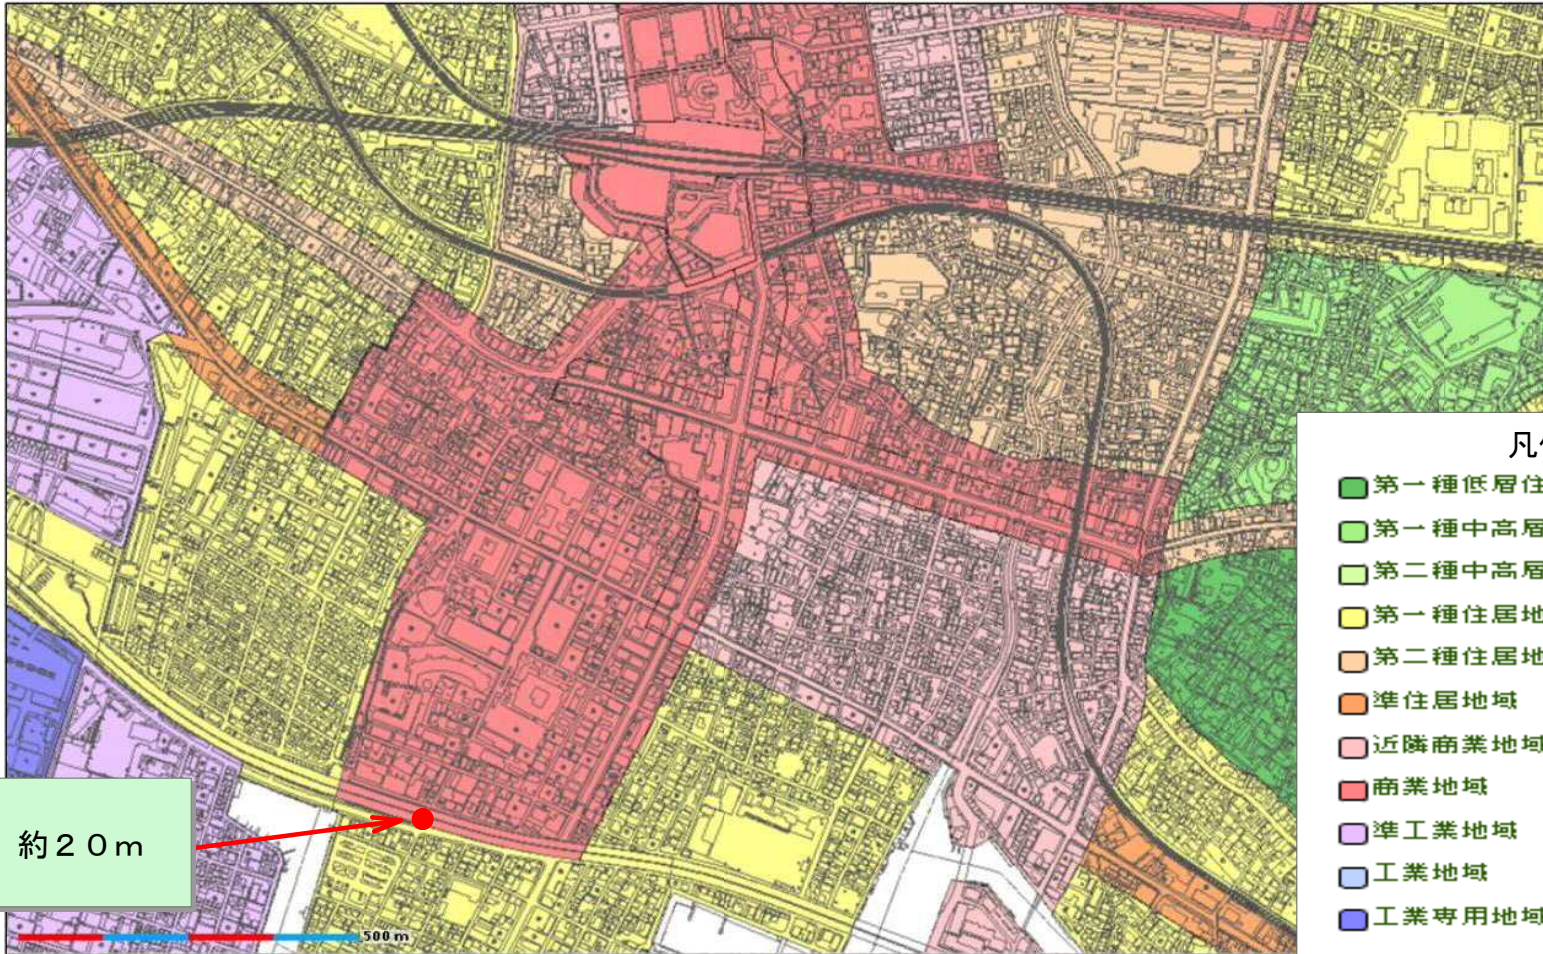 約２０ｍ
500 m
凡
第一種低層住
第一種中高層
第二種中高層
第一種住居地
第二種住居地
準住居地域
近隣商業地域
商業地域
準工業地域
工業地域
工業専用地域